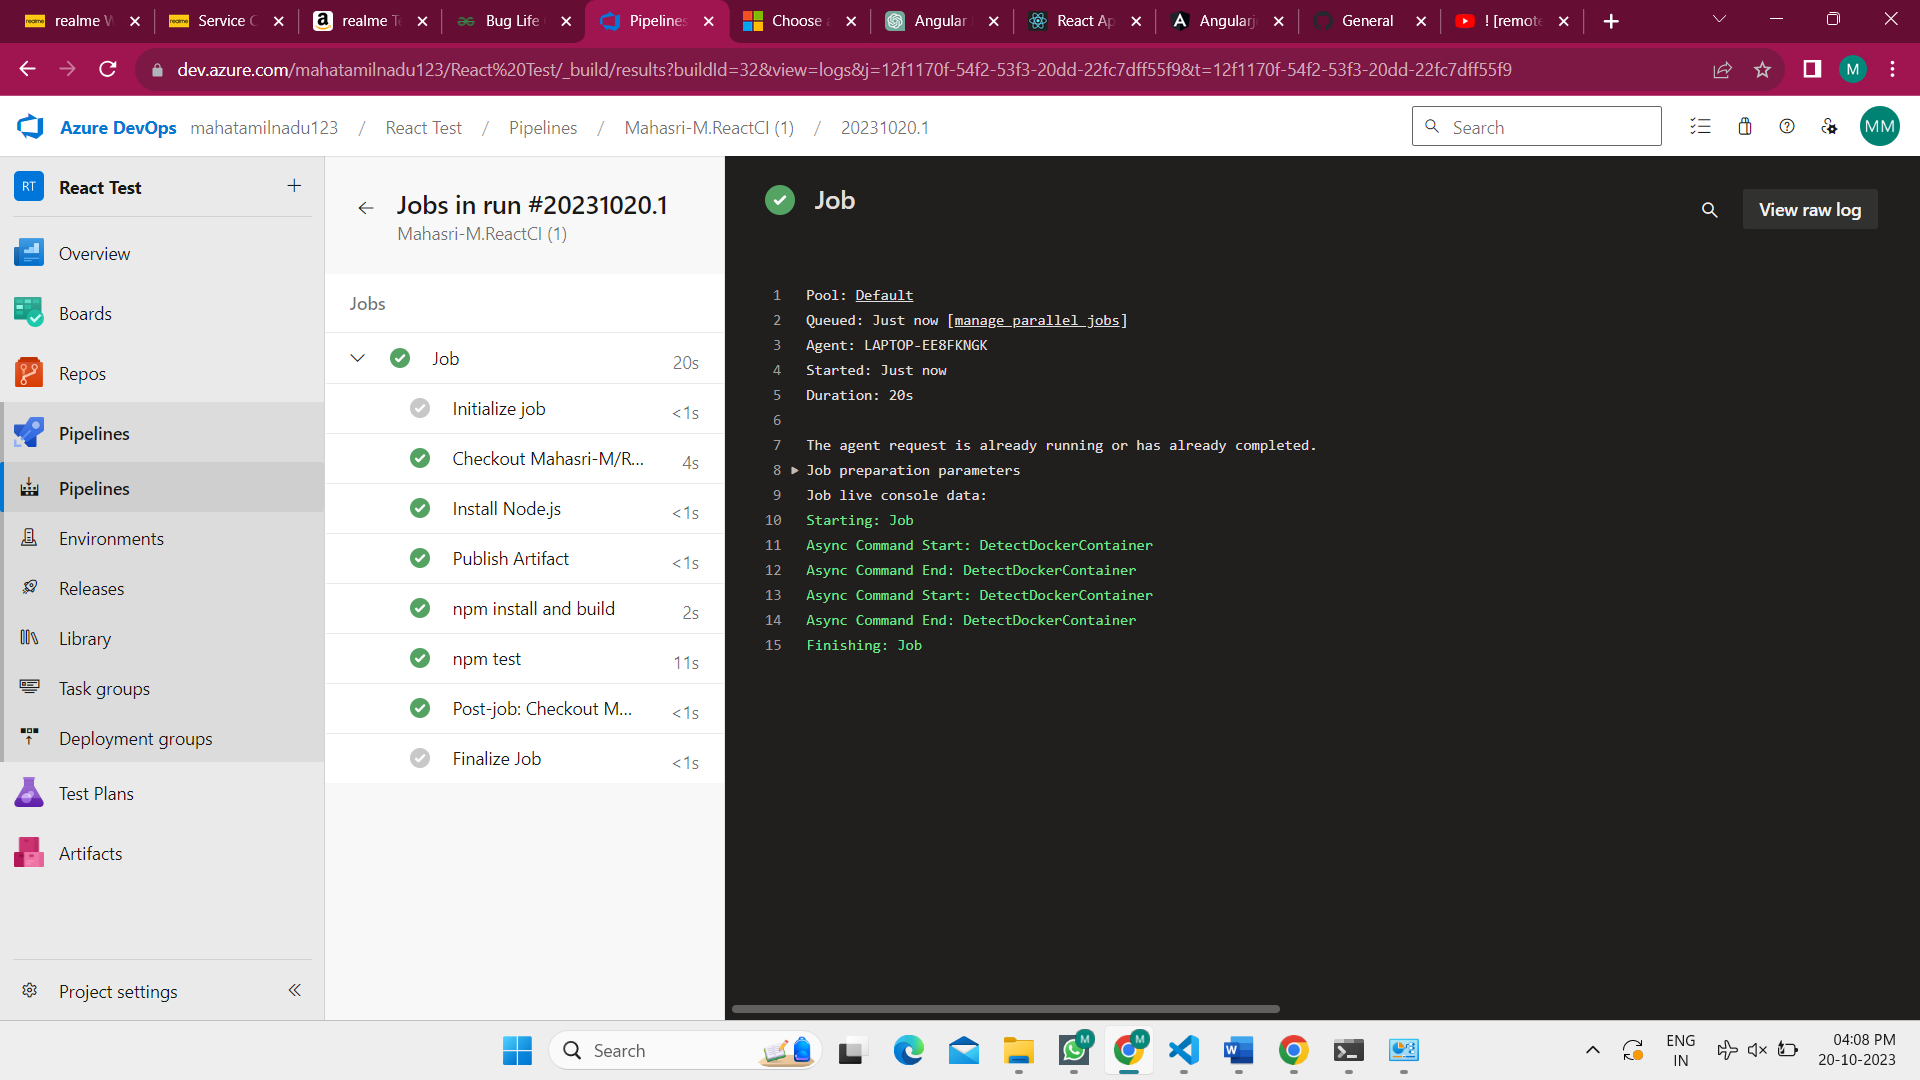 realme W
Service C
realme Te
Bug Life
Pipelines
Choose a
Angular
React Ap
Angularj
General
! [remote
dev.azure.com/mahatamilnadu123/React%20Test/_build/results?buildId=32&view=logs&j=12f1170f-54f2-53f3-20dd-22fc7dff55f9&t=12f1170f-54f2-53f3-20dd-22fc7dff55f9
M
Azure DevOps mahatamilnadu123 / React Test / Pipelines / Mahasri-M.ReactCI (1) / 20231020.1
Search
MM
RT React Test
Overview
Boards
Repos
Pipelines
Pipelines
Environments
Releases
Library
Task groups
Deployment groups
Test Plans
Artifacts
Project settings
Jobs in run #20231020.1
Mahasri-M.ReactCI (1)
Jobs
Job 20s
Initialize job <1s
Checkout Mahasri-M/R... 4s
Install Node.js <1s
Publish Artifact <1s
npm install and build 2s
npm test 11s
Post-job: Checkout M... <1s
Finalize Job <1s
Job
View raw log
1 Pool: Default
2 Queued: Just now [manage parallel jobs]
3 Agent: LAPTOP-EE8FKNGK
4 Started: Just now
5 Duration: 20s
6
7 The agent request is already running or has already completed.
8 Job preparation parameters
9 Job live console data:
10 Starting: Job
11 Async Command Start: DetectDockerContainer
12 Async Command End: DetectDockerContainer
13 Async Command Start: DetectDockerContainer
14 Async Command End: DetectDockerContainer
15 Finishing: Job
Search
M
M
ENG
IN
04:08 PM
20-10-2023